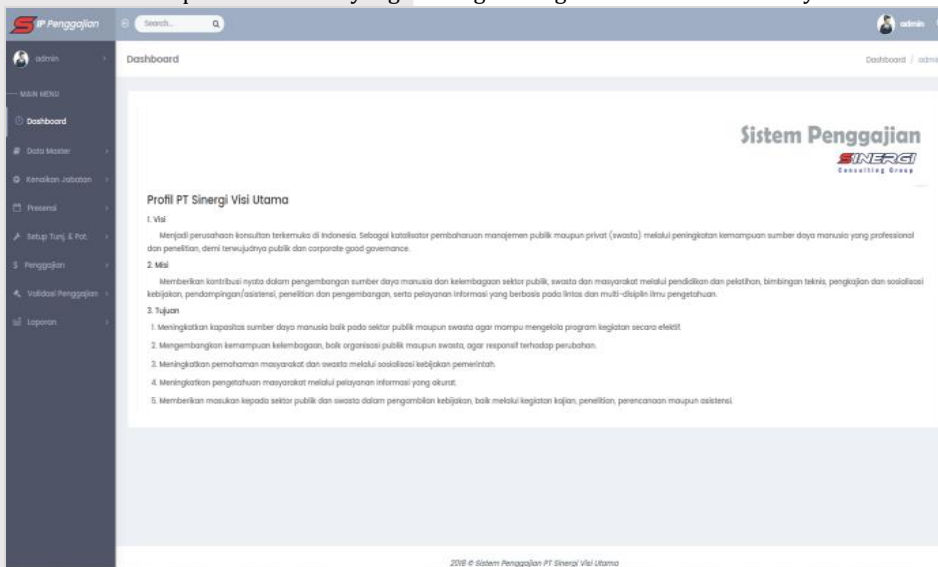 IP Penggajian
Search..
admin
admin
Dashboard
Dashboard / admin
MAIN MENU
Dashboard
Data Master
Kenaikan Jabatan
Presensi
Setup Tunj. & Pot.
$ Penggajian
Validasi Penggajian
Laporan
Sistem Penggajian
SINERGI
Consulting Group
Profil PT Sinergi Visi Utama
1. Visi
Menjadi perusahaan konsultan terkemuka di Indonesia. Sebagai katalisator pembaharuan manajemen publik maupun privat (swasta) melalui peningkatan kemampuan sumber daya manusia yang professional
dan penelitian, demi terwujudnya publik dan corporate good governance.
2. Misi
Memberikan kontribusi nyata dalam pengembangan sumber daya manusia dan kelembagaan sektor publik, swasta dan masyarakat melalui pendidikan dan pelatihan, bimbingan teknis, pengkajian dan sosialisasi
kebijakan, pendampingan/asistensi, penelitian dan pengembangan, serta pelayanan informasi yang berbasis pada lintas dan multi-disiplin ilmu pengetahuan.
3. Tujuan
1. Meningkatkan kapasitas sumber daya manusia baik pada sektor publik maupun swasta agar mampu mengelola program kegiatan secara efektif.
2. Mengembangkan kemampuan kelembagaan, baik organisasi publik maupun swasta, agar responsif terhadap perubahan.
3. Meningkatkan pemahaman masyarakat dan swasta melalui sosialisasi kebijakan pemerintah.
4. Meningkatkan pengetahuan masyarakat melalui pelayanan informasi yang akurat.
5. Memberikan masukan kepada sektor publik dan swasta dalam pengambilan kebijakan, baik melalui kegiatan kajian, penelitian, perencanaan maupun asistensi.
2018 © Sistem Penggajian PT Sinergi Visi Utama